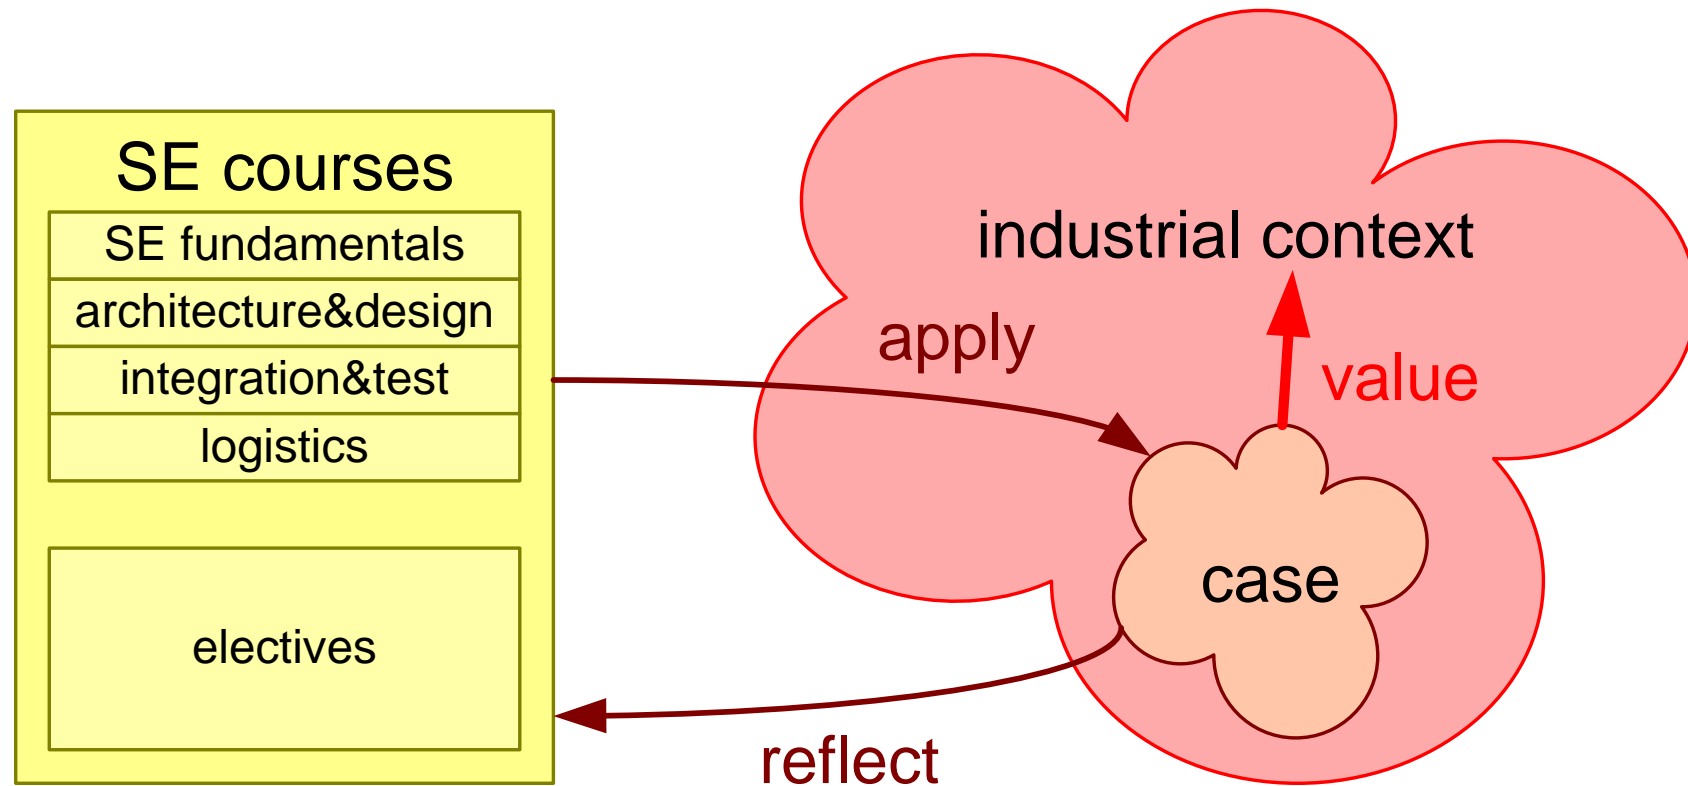 SE courses
SE fundamentals
architecture&design
integration&test
logistics
electives
industrial context
apply
value
case
reflect